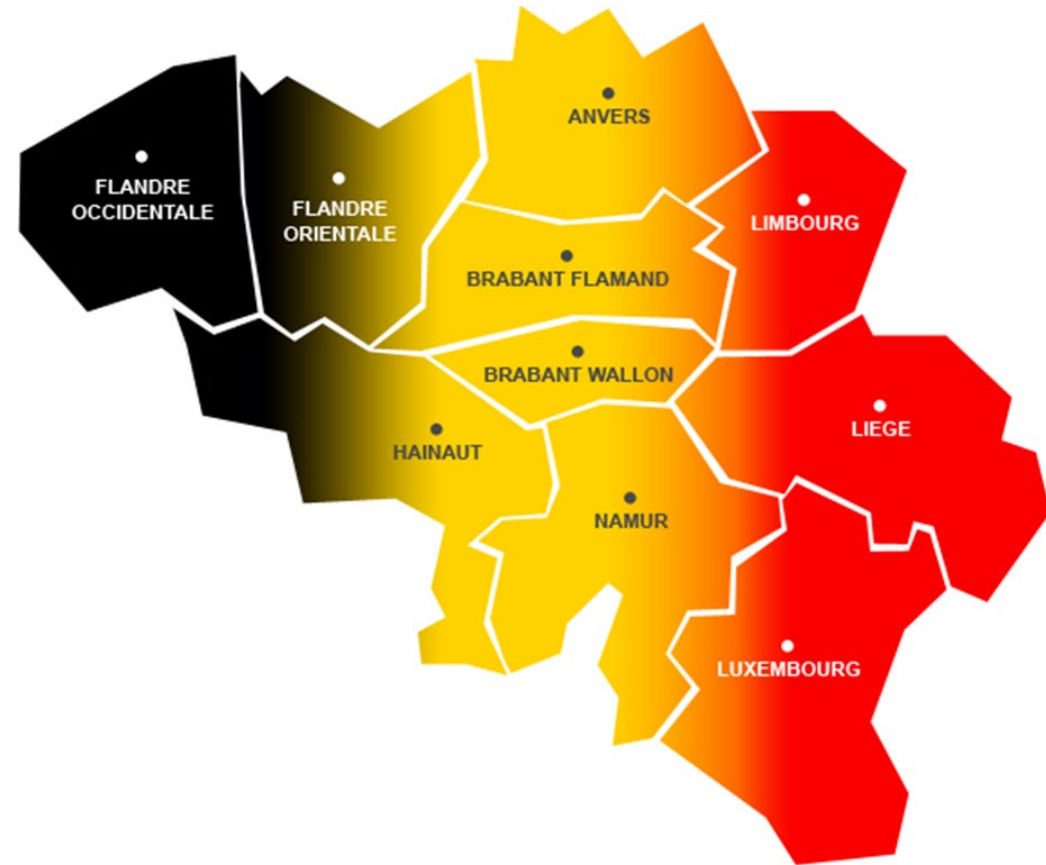 ANVERS
FLANDRE
OCCIDENTALE
FLANDRE
ORIENTALE
LIMBOURG
BRABANT FLAMAND
BRABANT WALLON
HAINAUT
LIEGE
NAMUR
LUXEMBOURG